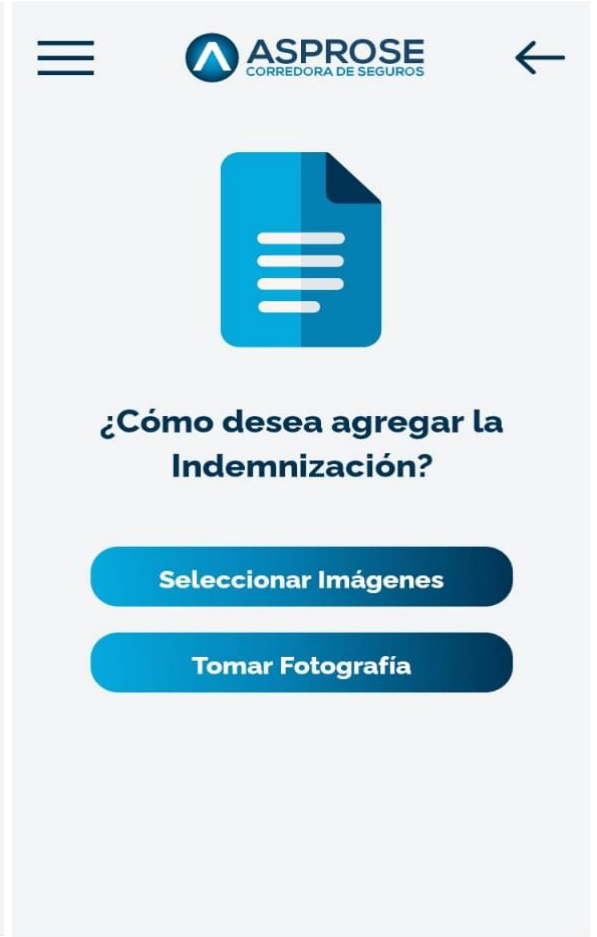 ASPROSE
CORREDORA DE SEGUROS
¿Cómo desea agregar la
Indemnización?
Seleccionar Imágenes
Tomar Fotografía